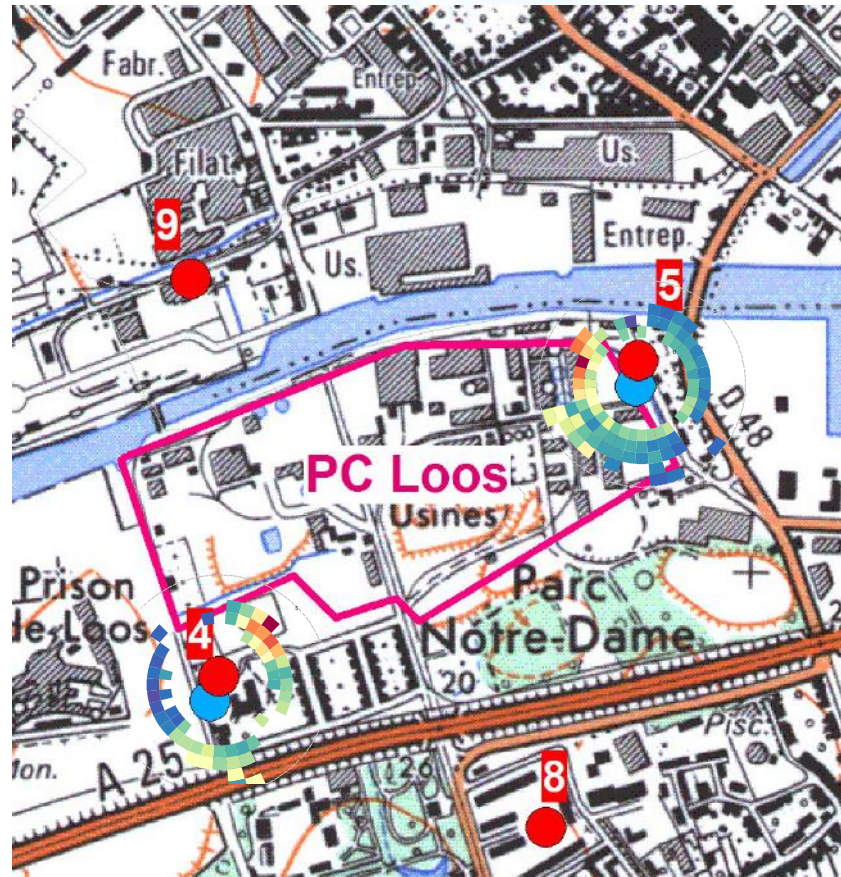 Fabr.
Entrep.
Filat.
Us.
9
Entrep.
Us.
5
D 48
PC Loos
Usines
Prison
de Loos
Parc
Notre-Dame
4
20
Pisc.
A 25
8
126